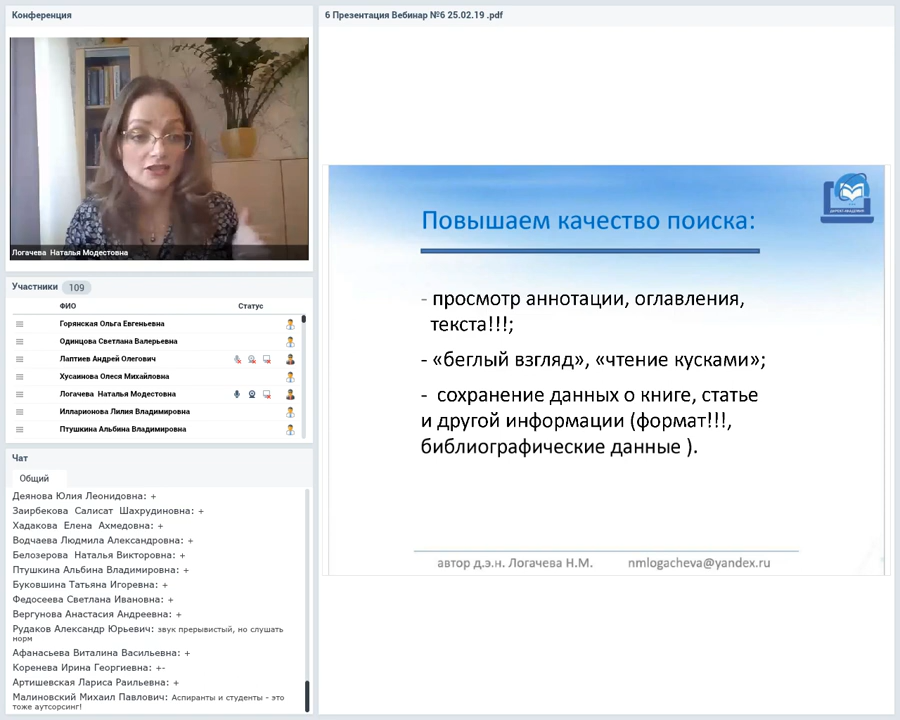 Конференция
Логачева Наталья Модестовна
Участники 109
ФИО Статус
Горянская Ольга Евгеньевна
Одинцова Светлана Валерьевна
Лаптиев Андрей Олегович
Хусаинова Олеся Михайловна
Логачева Наталья Модестовна
Илларионова Лилия Владимировна
Птушкина Альбина Владимировна
Чат
Общий
Деянова Юлия Леонидовна: +
Заирбекова Салисат Шахрудиновна: +
Хадакова Елена Ахмедовна: +
Водчаева Людмила Александровна: +
Белозерова Наталья Викторовна: +
Птушкина Альбина Владимировна: +
Буковшина Татьяна Игоревна: +
Федосеева Светлана Ивановна: +
Вергунова Анастасия Андреевна: +
Рудаков Александр Юрьевич: звук прерывистый, но слушать
норм
Афанасьева Виталина Васильевна: +
Коренева Ирина Георгиевна: +-
Артишевская Лариса Раильевна: +
Малиновский Михаил Павлович: Аспиранты и студенты - это
тоже аутсорсинг!
6 Презентация Вебинар №6 25.02.19 .pdf
Повышаем качество поиска:
- просмотр аннотации, оглавления,
текста!!!;
- «беглый взгляд», «чтение кусками»;
- сохранение данных о книге, статье
и другой информации (формат!!!,
библиографические данные ).
автор д.э.н. Логачева Н.М. nmlogacheva@yandex.ru